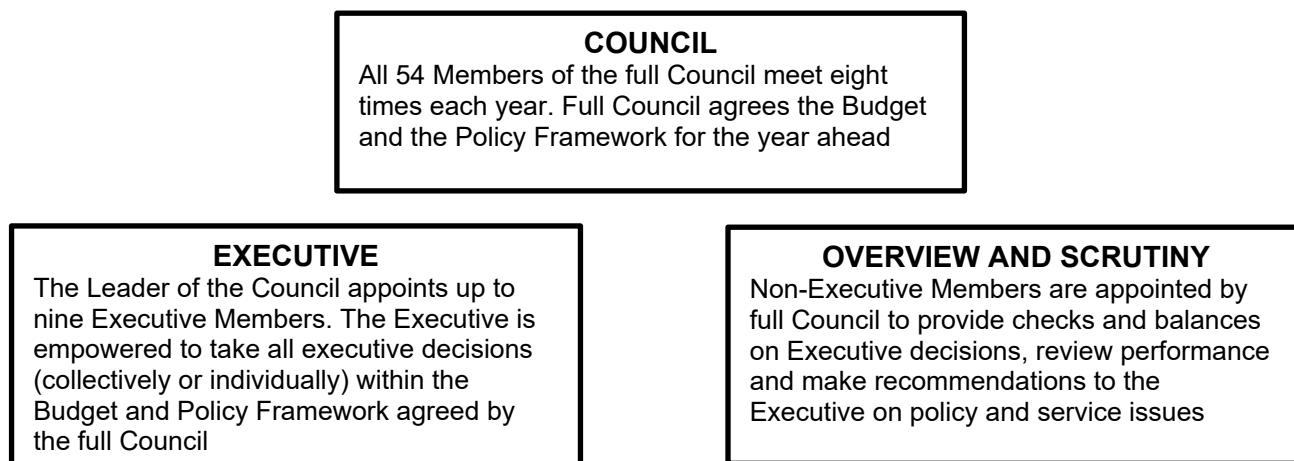 COUNCIL
All 54 Members of the full Council meet eight
times each year. Full Council agrees the Budget
and the Policy Framework for the year ahead
EXECUTIVE
The Leader of the Council appoints up to
nine Executive Members. The Executive is
empowered to take all executive decisions
(collectively or individually) within the
Budget and Policy Framework agreed by
the full Council
OVERVIEW AND SCRUTINY
Non-Executive Members are appointed by
full Council to provide checks and balances
on Executive decisions, review performance
and make recommendations to the
Executive on policy and service issues